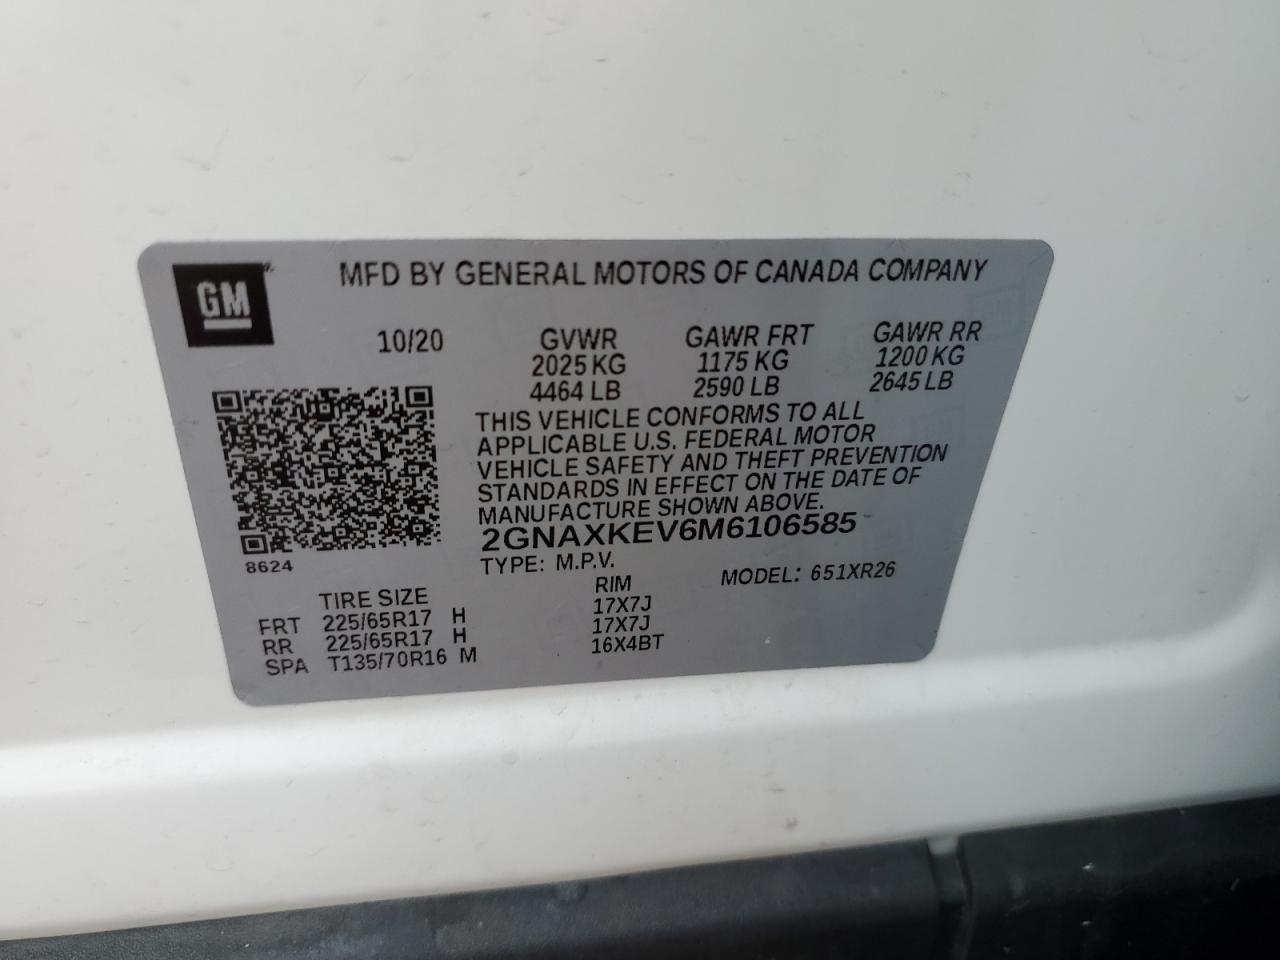 GM
MFD BY GENERAL MOTORS OF CANADA COMPANY
10/20 GVWR GAWR FRT GAWR RR
2025 KG 1175 KG 1200 KG
4464 LB 2590 LB 2645 LB
THIS VEHICLE CONFORMS TO ALL
APPLICABLE U.S. FEDERAL MOTOR
VEHICLE SAFETY AND THEFT PREVENTION
STANDARDS IN EFFECT ON THE DATE OF
MANUFACTURE SHOWN ABOVE.
2GNAXKEV6M6106585
8624 TYPE: M.P.V. MODEL: 651XR26
TIRE SIZE RIM
FRT 225/65R17 H 17X7J
RR 225/65R17 H 17X7J
SPA T135/70R16 M 16X4BT